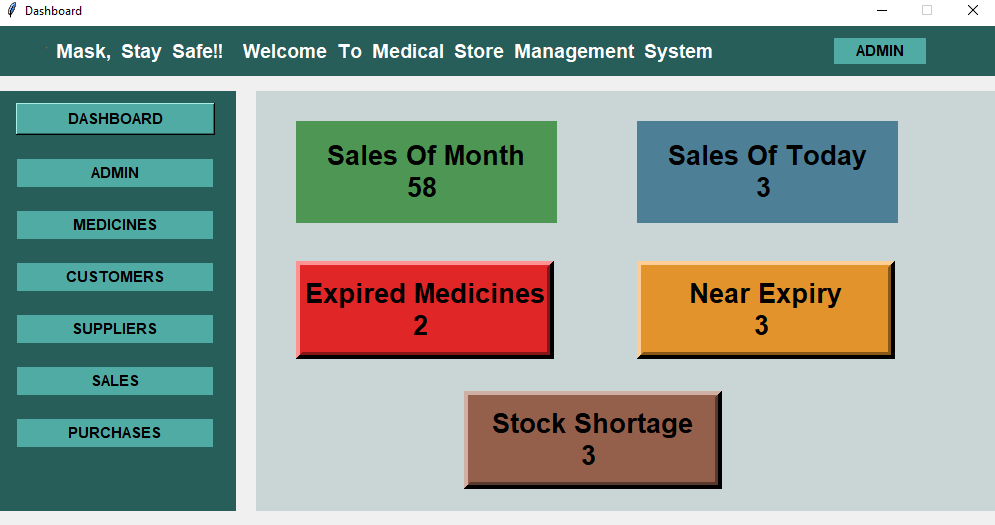 Dashboard
Mask, Stay Safe!! Welcome To Medical Store Management System
ADMIN
DASHBOARD
ADMIN
MEDICINES
CUSTOMERS
SUPPLIERS
SALES
PURCHASES
Sales Of Month
58
Sales Of Today
3
Expired Medicines
2
Near Expiry
3
Stock Shortage
3